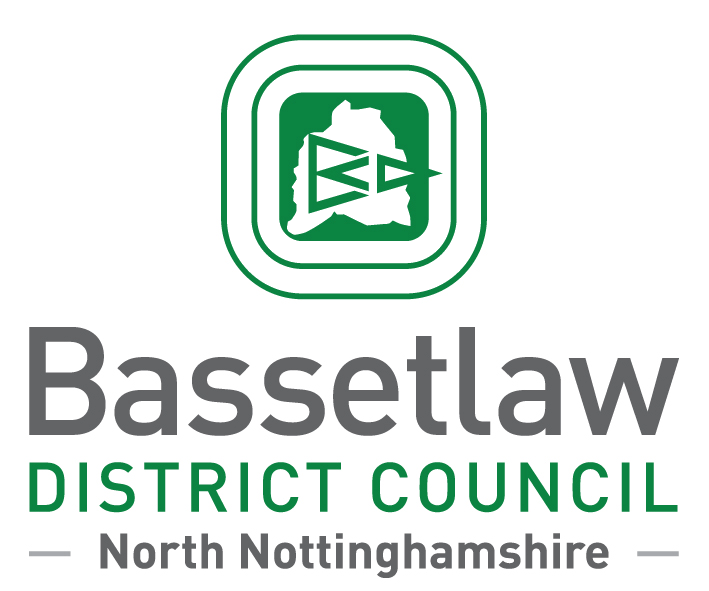 Bassetlaw
DISTRICT COUNCIL
North Nottinghamshire